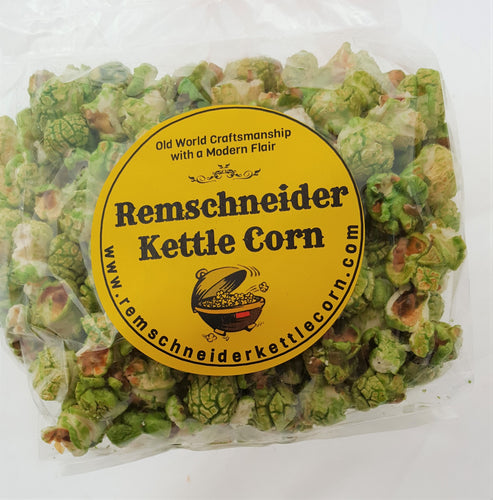 Old World Craftsmanship
with a Modern Flair
Remschneider
Kettle Corn
www.remschneiderkettlecorn.com